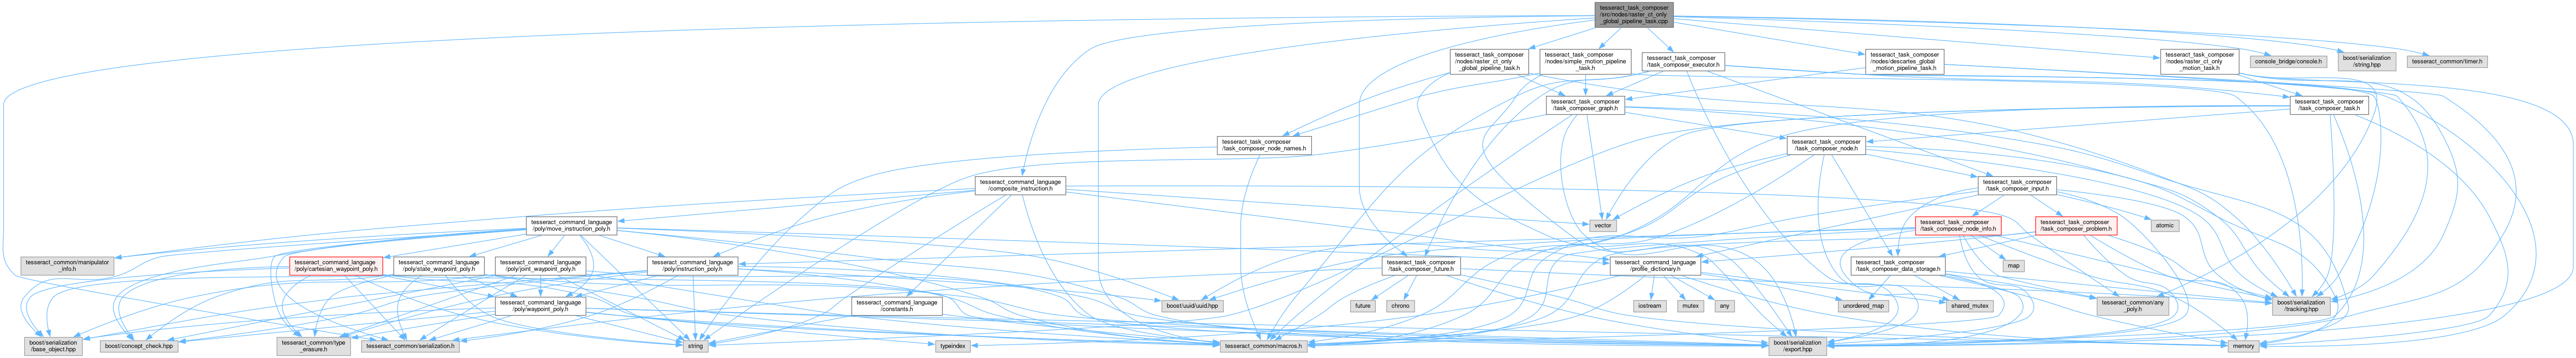 tesseract_task_composer
/src/nodes/raster_ct_only
_global_pipeline_task.cpp
tesseract_task_composer
/nodes/raster_ct_only
_global_pipeline_task.h
tesseract_task_composer
/nodes/simple_motion_pipeline
_task.h
tesseract_task_composer
/task_composer_executor.h
tesseract_task_composer
/nodes/descartes_global
_motion_pipeline_task.h
console_bridge/console.h
tesseract_task_composer
/nodes/raster_ct_only
_motion_task.h
boost/serialization
/string.hpp
tesseract_common/timer.h
tesseract_task_composer
/task_composer_graph.h
tesseract_task_composer
/task_composer_task.h
tesseract_task_composer
/task_composer_node_names.h
tesseract_task_composer
/task_composer_node.h
tesseract_command_language
/composite_instruction.h
tesseract_task_composer
/task_composer_input.h
tesseract_command_language
/poly/move_instruction_poly.h
vector
tesseract_task_composer
/task_composer_node_info.h
tesseract_task_composer
/task_composer_problem.h
atomic
tesseract_common/manipulator
_info.h
tesseract_command_language
/poly/cartesian_waypoint_poly.h
tesseract_command_language
/poly/state_waypoint_poly.h
tesseract_command_language
/poly/joint_waypoint_poly.h
tesseract_command_language
/poly/instruction_poly.h
tesseract_task_composer
/task_composer_future.h
tesseract_command_language
/profile_dictionary.h
tesseract_task_composer
/task_composer_data_storage.h
map
tesseract_command_language
/poly/waypoint_poly.h
tesseract_command_language
/constants.h
boost/uuid/uuid.hpp
future
chrono
iostream
mutex
any
unordered_map
shared_mutex
tesseract_common/any
_poly.h
boost/serialization
/tracking.hpp
boost/serialization
/base_object.hpp
boost/concept_check.hpp
tesseract_common/type
_erasure.h
tesseract_common/serialization.h
string
typeindex
tesseract_common/macros.h
boost/serialization
/export.hpp
memory